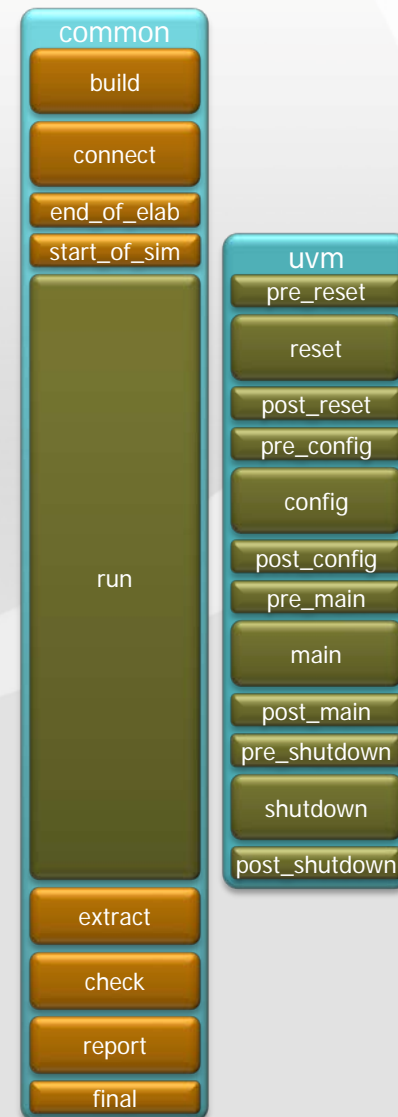 common
build
connect
end_of_elab
start_of_sim
run
extract
check
report
final
uvm
pre_reset
reset
post_reset
pre_config
config
post_config
pre_main
main
post_main
pre_shutdown
shutdown
post_shutdown